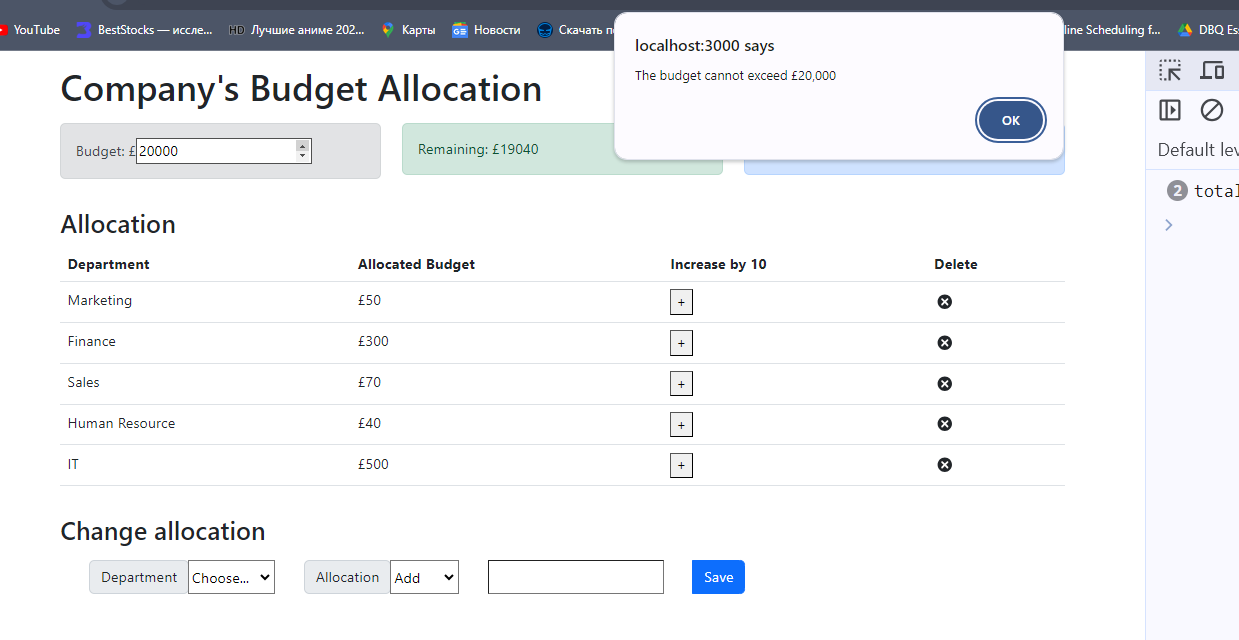 YouTube BestStocks — иссле... HD Лучшие аниме 202... Карты GE Новости Скачать line Scheduling f... DBQ
localhost:3000 says
The budget cannot exceed £20,000
OK
Company's Budget Allocation
Budget: £ 20000
Remaining: £19040
Default
2 total
Allocation
Department Allocated Budget Increase by 10 Delete
Marketing £50 +
Finance £300 +
Sales £70 +
Human Resource £40 +
IT £500 +
Change allocation
Department Choose... Allocation Add Save